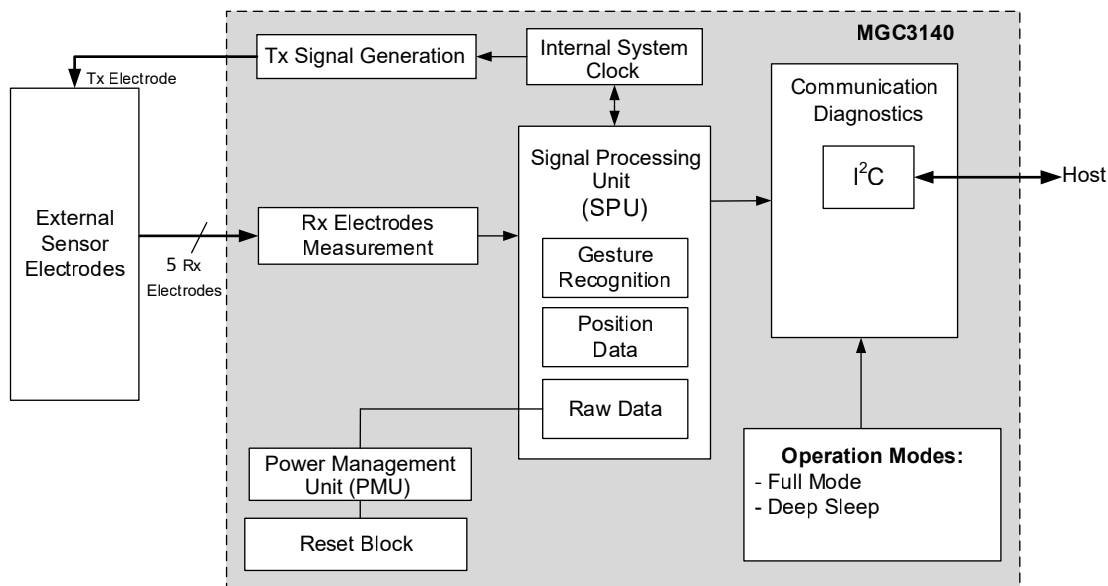 MGC3140
Tx Signal Generation
Internal System
Clock
Tx Electrode
Communication
Diagnostics
I²C
Host
External
Sensor
Electrodes
5 Rx
Electrodes
Rx Electrodes
Measurement
Signal Processing
Unit
(SPU)
Gesture
Recognition
Position
Data
Raw Data
Power Management
Unit (PMU)
Reset Block
Operation Modes:
- Full Mode
- Deep Sleep